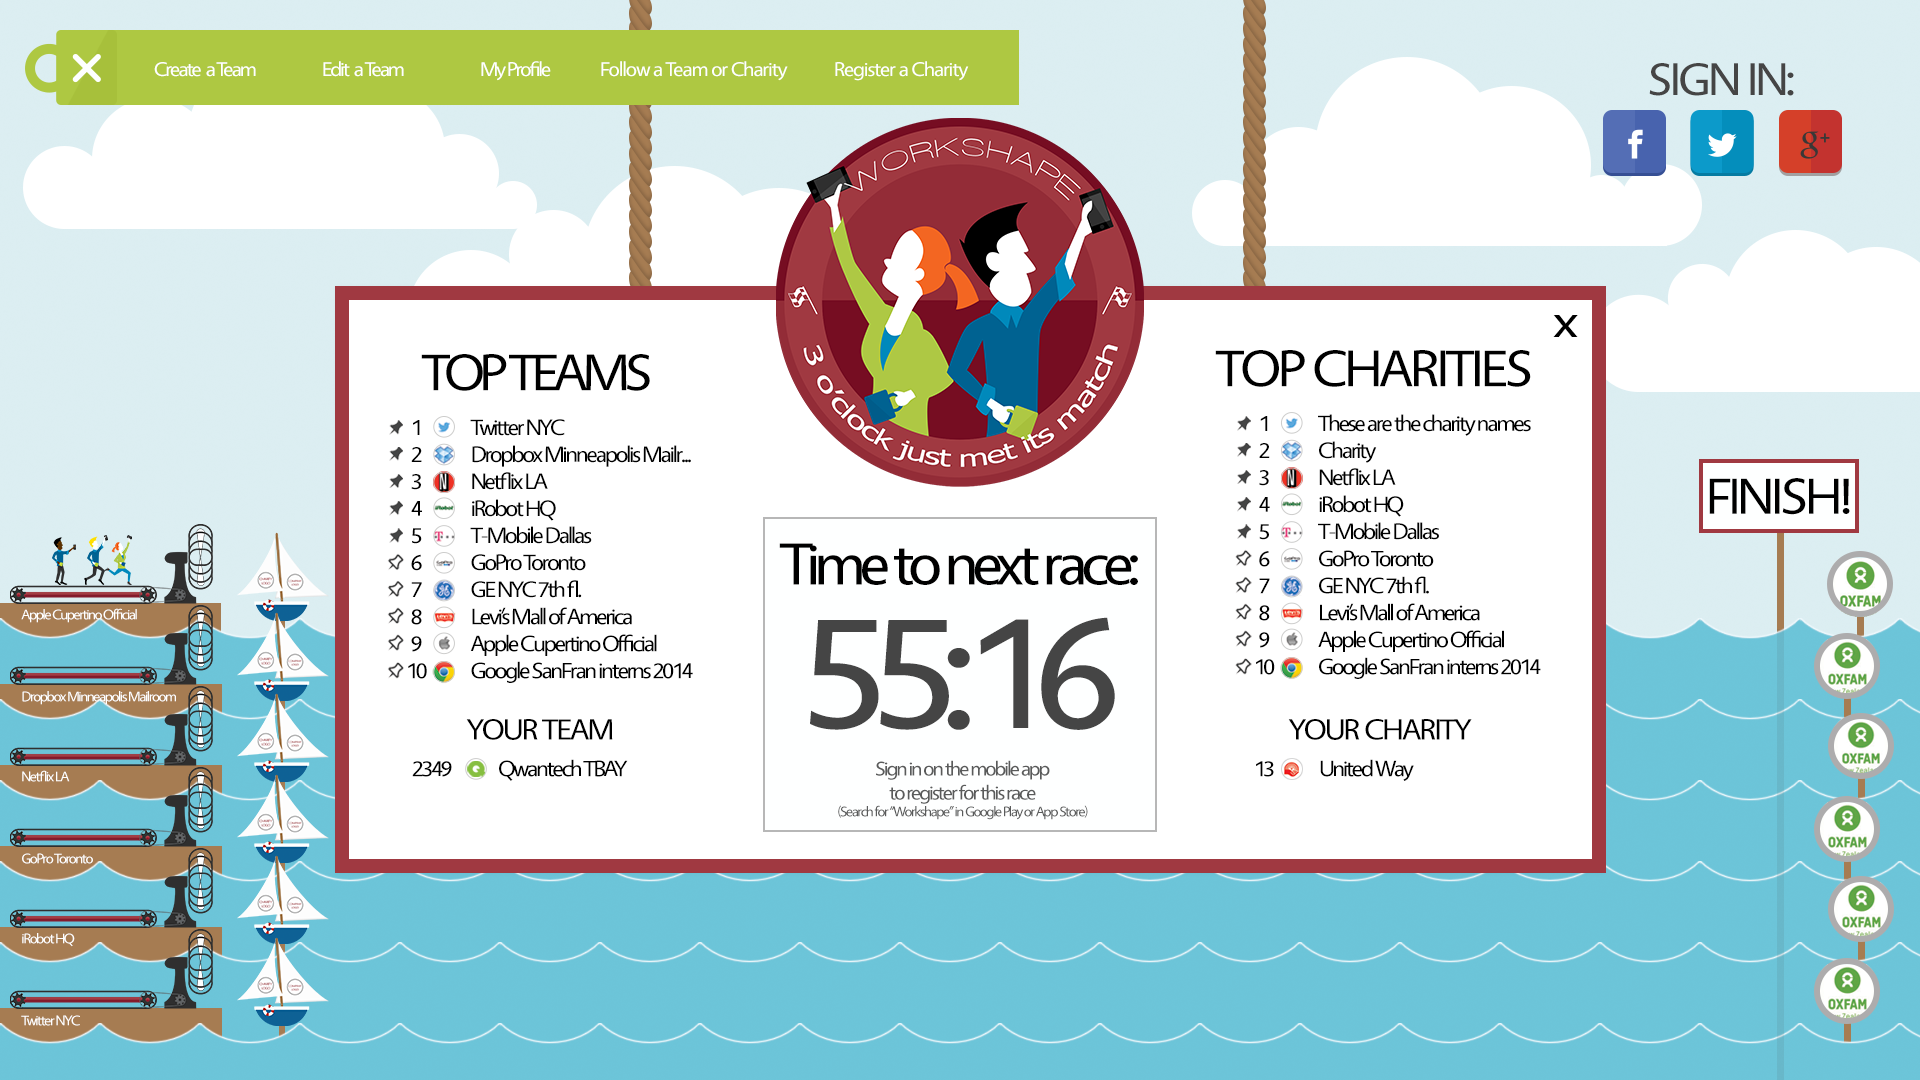 Create a Team
Edit a Team
My Profile
Follow a Team or Charity
Register a Charity
SIGN IN:
f
g+
WORKSHAPE
3 o'clock just met its match
X
TOP TEAMS
1 Twitter NYC
2 Dropbox Minneapolis Mailr...
3 N Netflix LA
4 iRobot iRobot HQ
5 T-Mobile Dallas
6 GoPro Toronto
7 GE NYC 7th fl.
8 Levi's Mall of America
9 Apple Cupertino Official
10 Google SanFran interns 2014
YOUR TEAM
2349 Qwantech TBAY
Time to next race:
55:16
Sign in on the mobile app
to register for this race
(Search for "Workshape" in Google Play or App Store)
TOP CHARITIES
1 These are the charity names
2 Charity
3 N Netflix LA
4 iRobot iRobot HQ
5 T-Mobile Dallas
6 GoPro Toronto
7 GE NYC 7th fl.
8 Levi's Mall of America
9 Apple Cupertino Official
10 Google SanFran interns 2014
YOUR CHARITY
13 United Way
FINISH!
Apple Cupertino Official
Dropbox Minneapolis Mailroom
Netflix LA
GoPro Toronto
iRobot HQ
Twitter NYC
OXFAM
OXFAM
OXFAM
OXFAM
OXFAM
OXFAM